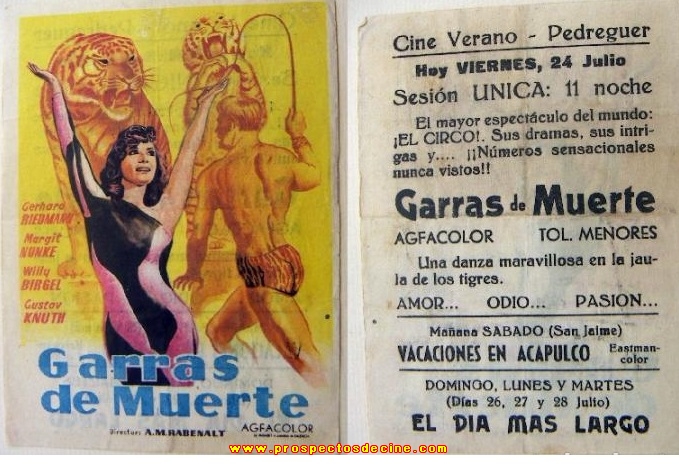 Gerhard
RIEDMANN
Margit
NÜNKE
Willy
BIRGEL
Gustav
KNUTH
Garras
de Muerte
AGFACOLOR
Director: A.M.RABENALT
Cine Verano - Pedreguer
Hoy VIERNES, 24 Julio
Sesión UNICA: 11 noche
El mayor espectáculo del mundo:
¡EL CIRCO!. Sus dramas, sus intri-
gas y.... ¡¡Números sensacionales
nunca vistos!!
Garras de Muerte
AGFACOLOR TOL. MENORES
Una danza maravillosa en la jau-
la de los tigres.
AMOR... ODIO... PASION...
Mañana SABADO (San Jaime)
VACACIONES EN ACAPULCO Eastman-
color
DOMINGO, LUNES Y MARTES
(Días 26, 27 y 28 Julio)
EL DIA MAS LARGO
www.prospectosdecine.com